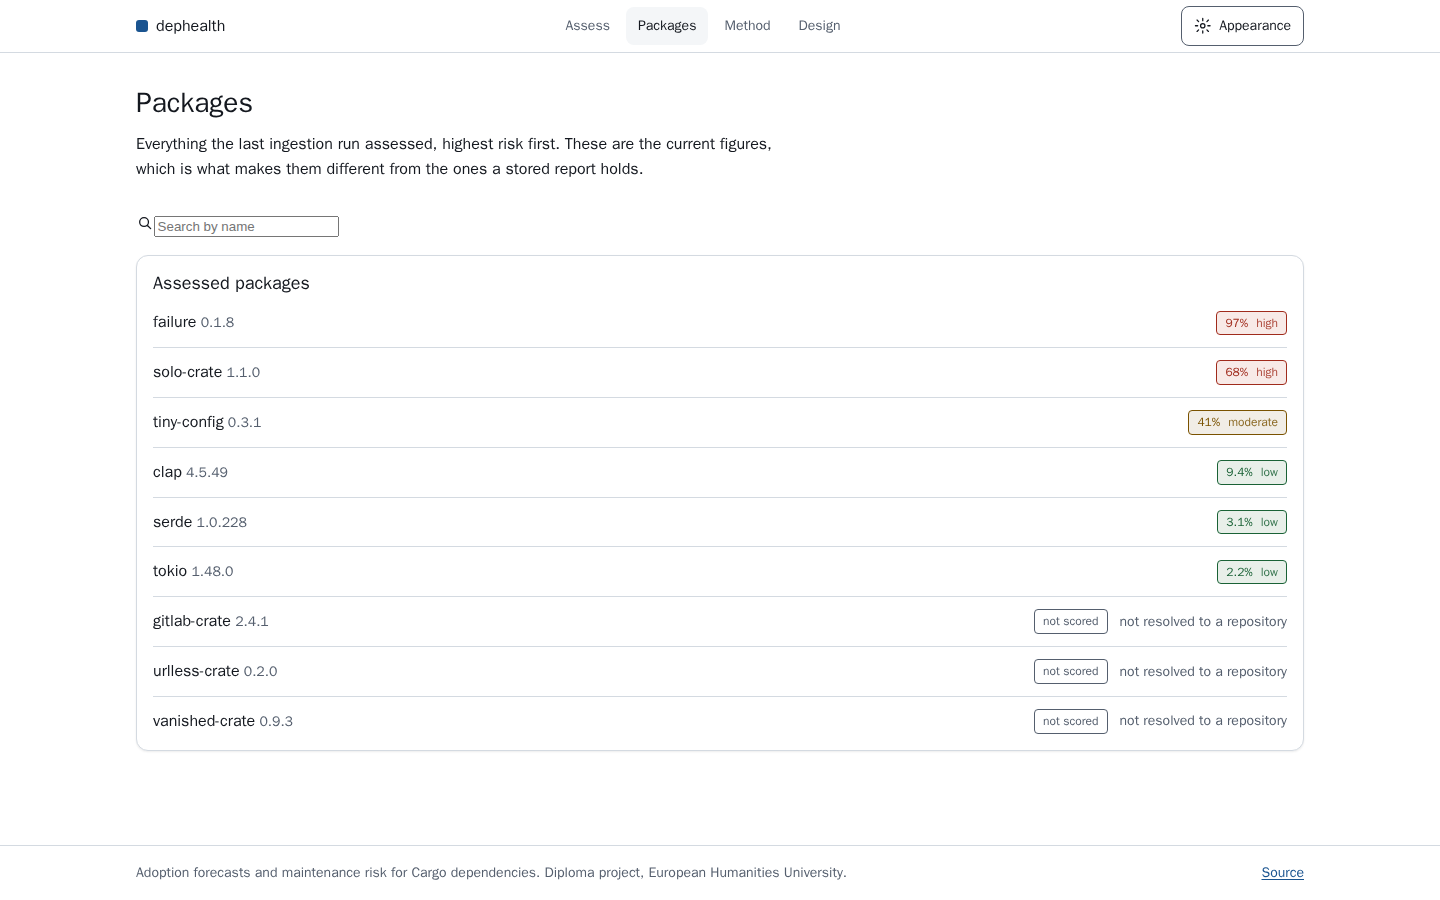 dephealth
Assess
Packages
Method
Design
Appearance
Packages
Everything the last ingestion run assessed, highest risk first. These are the current figures,
which is what makes them different from the ones a stored report holds.
Search by name
Assessed packages
failure 0.1.8
97% high
solo-crate 1.1.0
68% high
tiny-config 0.3.1
41% moderate
clap 4.5.49
9.4% low
serde 1.0.228
3.1% low
tokio 1.48.0
2.2% low
gitlab-crate 2.4.1
not scored not resolved to a repository
urlless-crate 0.2.0
not scored not resolved to a repository
vanished-crate 0.9.3
not scored not resolved to a repository
Adoption forecasts and maintenance risk for Cargo dependencies. Diploma project, European Humanities University.
Source